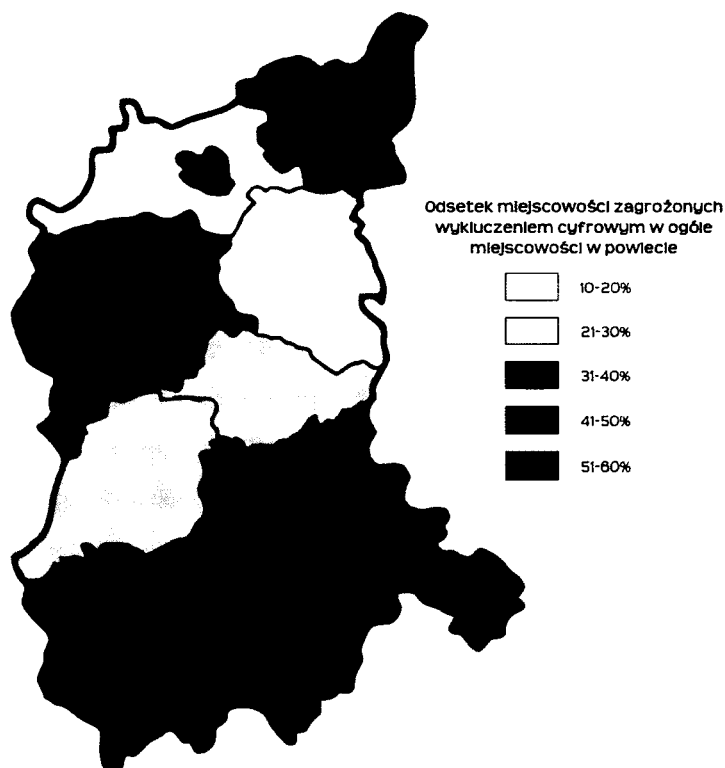 Odsetek miejscowości zagrożonych
wykluczeniem cyfrowym w ogóle
miejscowości w powiecie
10-20%
21-30%
31-40%
41-50%
51-60%